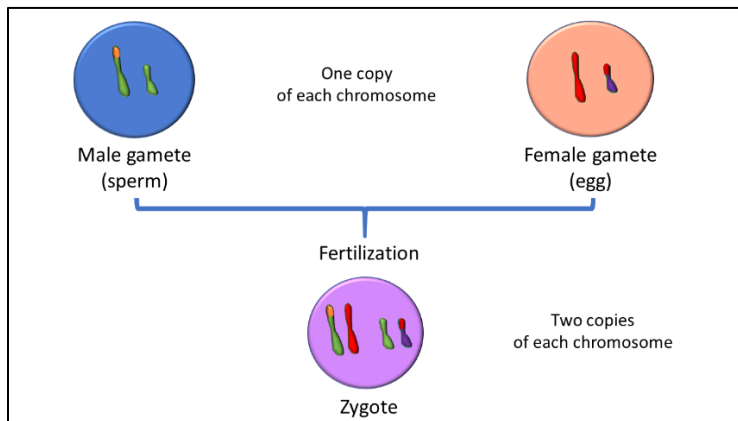 One copy
of each chromosome
Male gamete
(sperm)
Female gamete
(egg)
Fertilization
Two copies
of each chromosome
Zygote